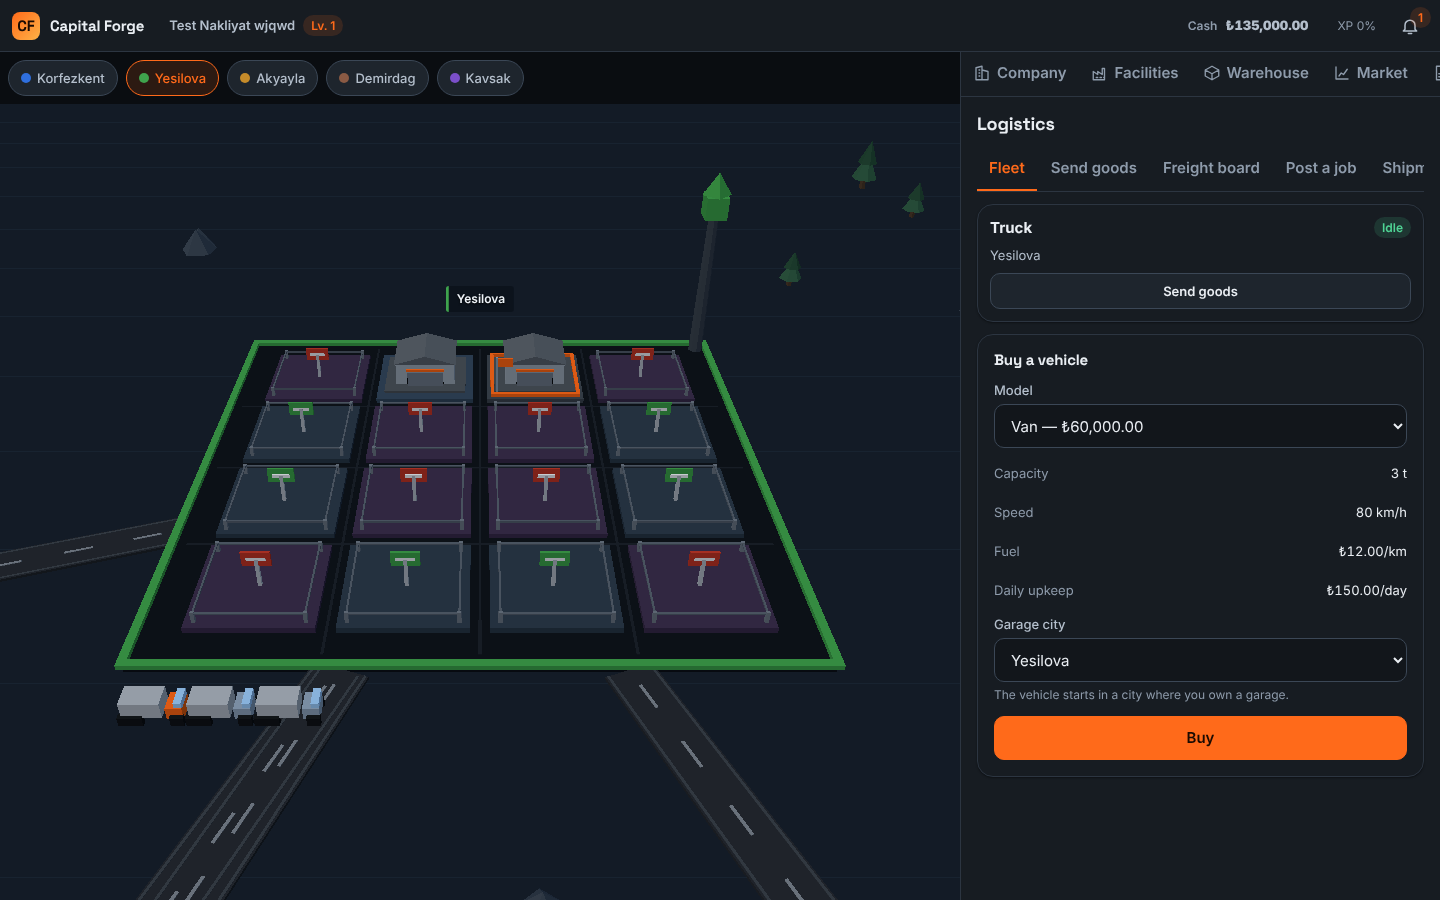 CF Capital Forge Test Nakliyat wjqwd Lv. 1 Cash ₺135,000.00 XP 0% 1
Korfezkent Yesilova Akyayla Demirdag Kavsak
Company Facilities Warehouse Market
Logistics
Fleet Send goods Freight board Post a job Shipm
Truck Idle
Yesilova
Send goods
Yesilova
Buy a vehicle
Model
Van — ₺60,000.00
Capacity 3 t
Speed 80 km/h
Fuel ₺12.00/km
Daily upkeep ₺150.00/day
Garage city
Yesilova
The vehicle starts in a city where you own a garage.
Buy